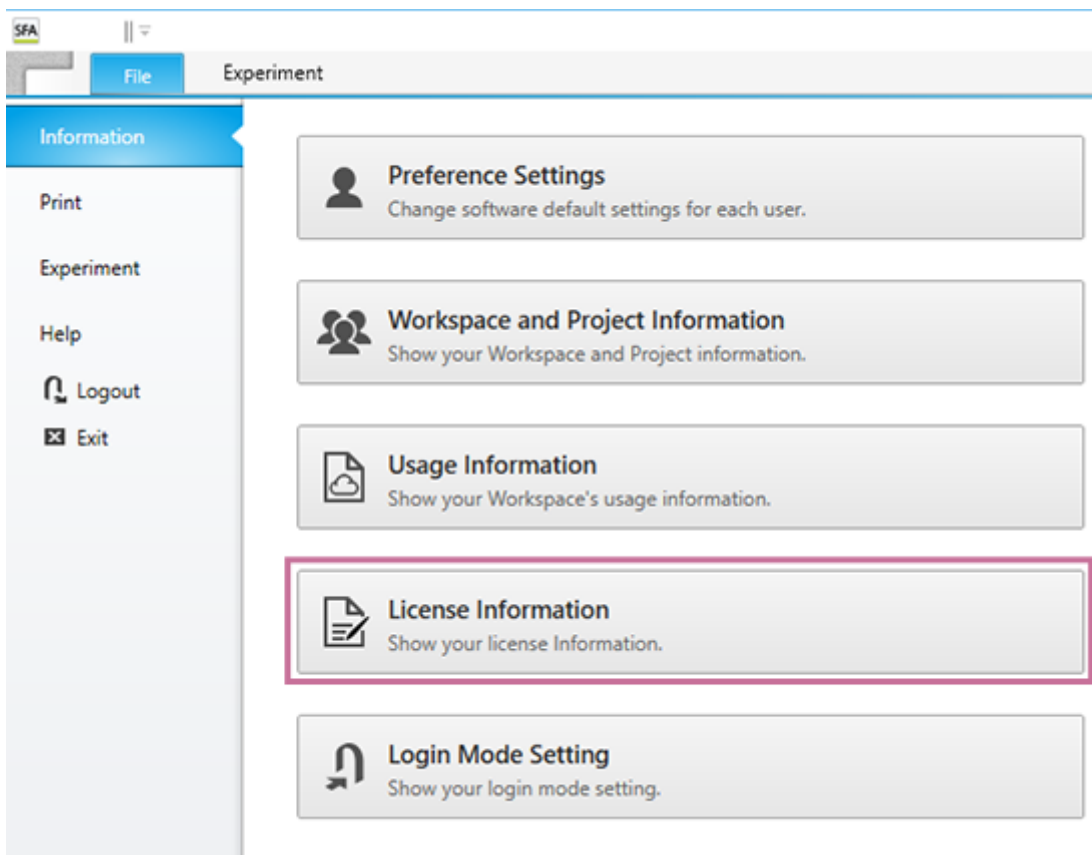 SFA
File
Experiment
Information
Print
Experiment
Help
Logout
Exit
Preference Settings
Change software default settings for each user.
Workspace and Project Information
Show your Workspace and Project information.
Usage Information
Show your Workspace's usage information.
License Information
Show your license Information.
Login Mode Setting
Show your login mode setting.